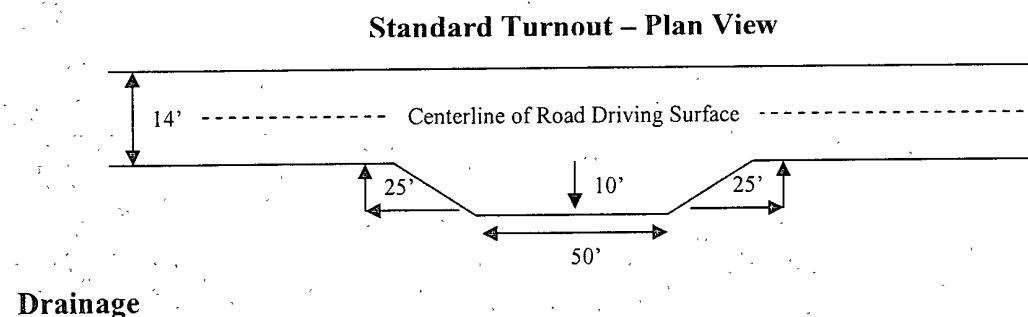 Standard Turnout – Plan View
14' Centerline of Road Driving Surface
25' 10' 25'
50'
Drainage